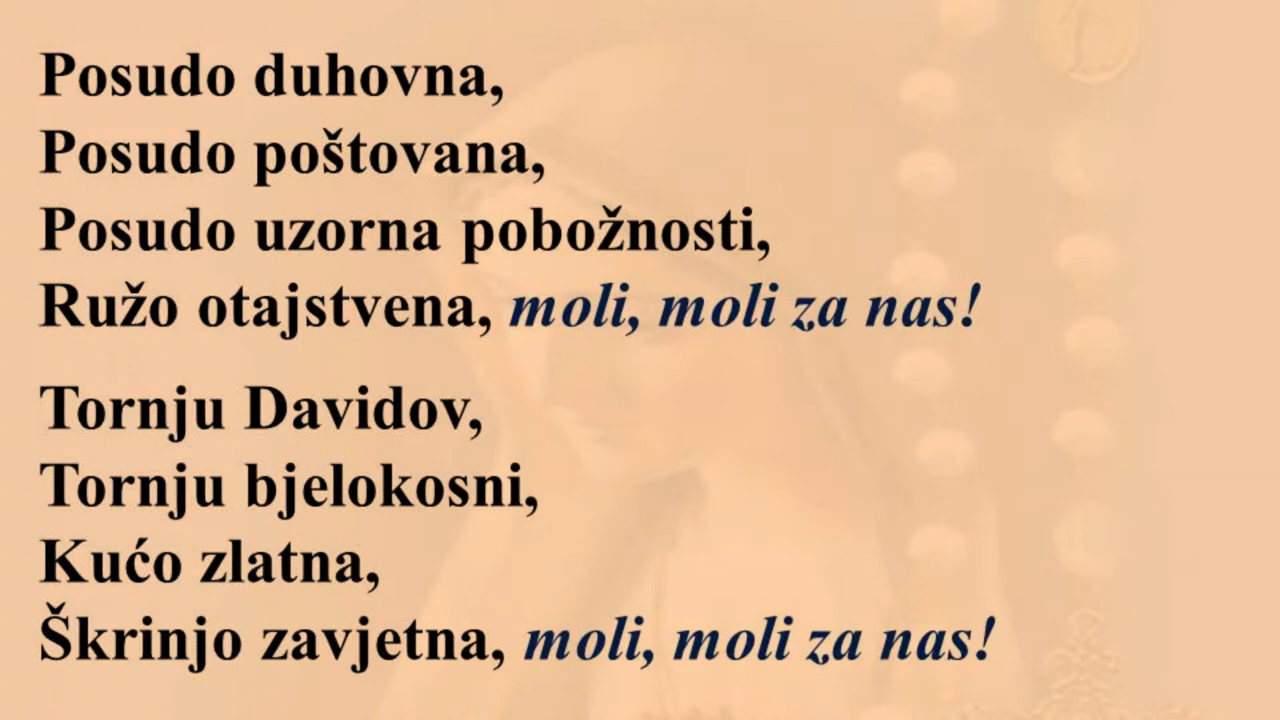 Posudo duhovna,
Posudo poštovana,
Posudo uzorna pobožnosti,
Ružo otajstvena, moli, moli za nas!
Tornju Davidov,
Tornju bjelokosni,
Kućo zlatna,
Škrinjo zavjetna, moli, moli za nas!